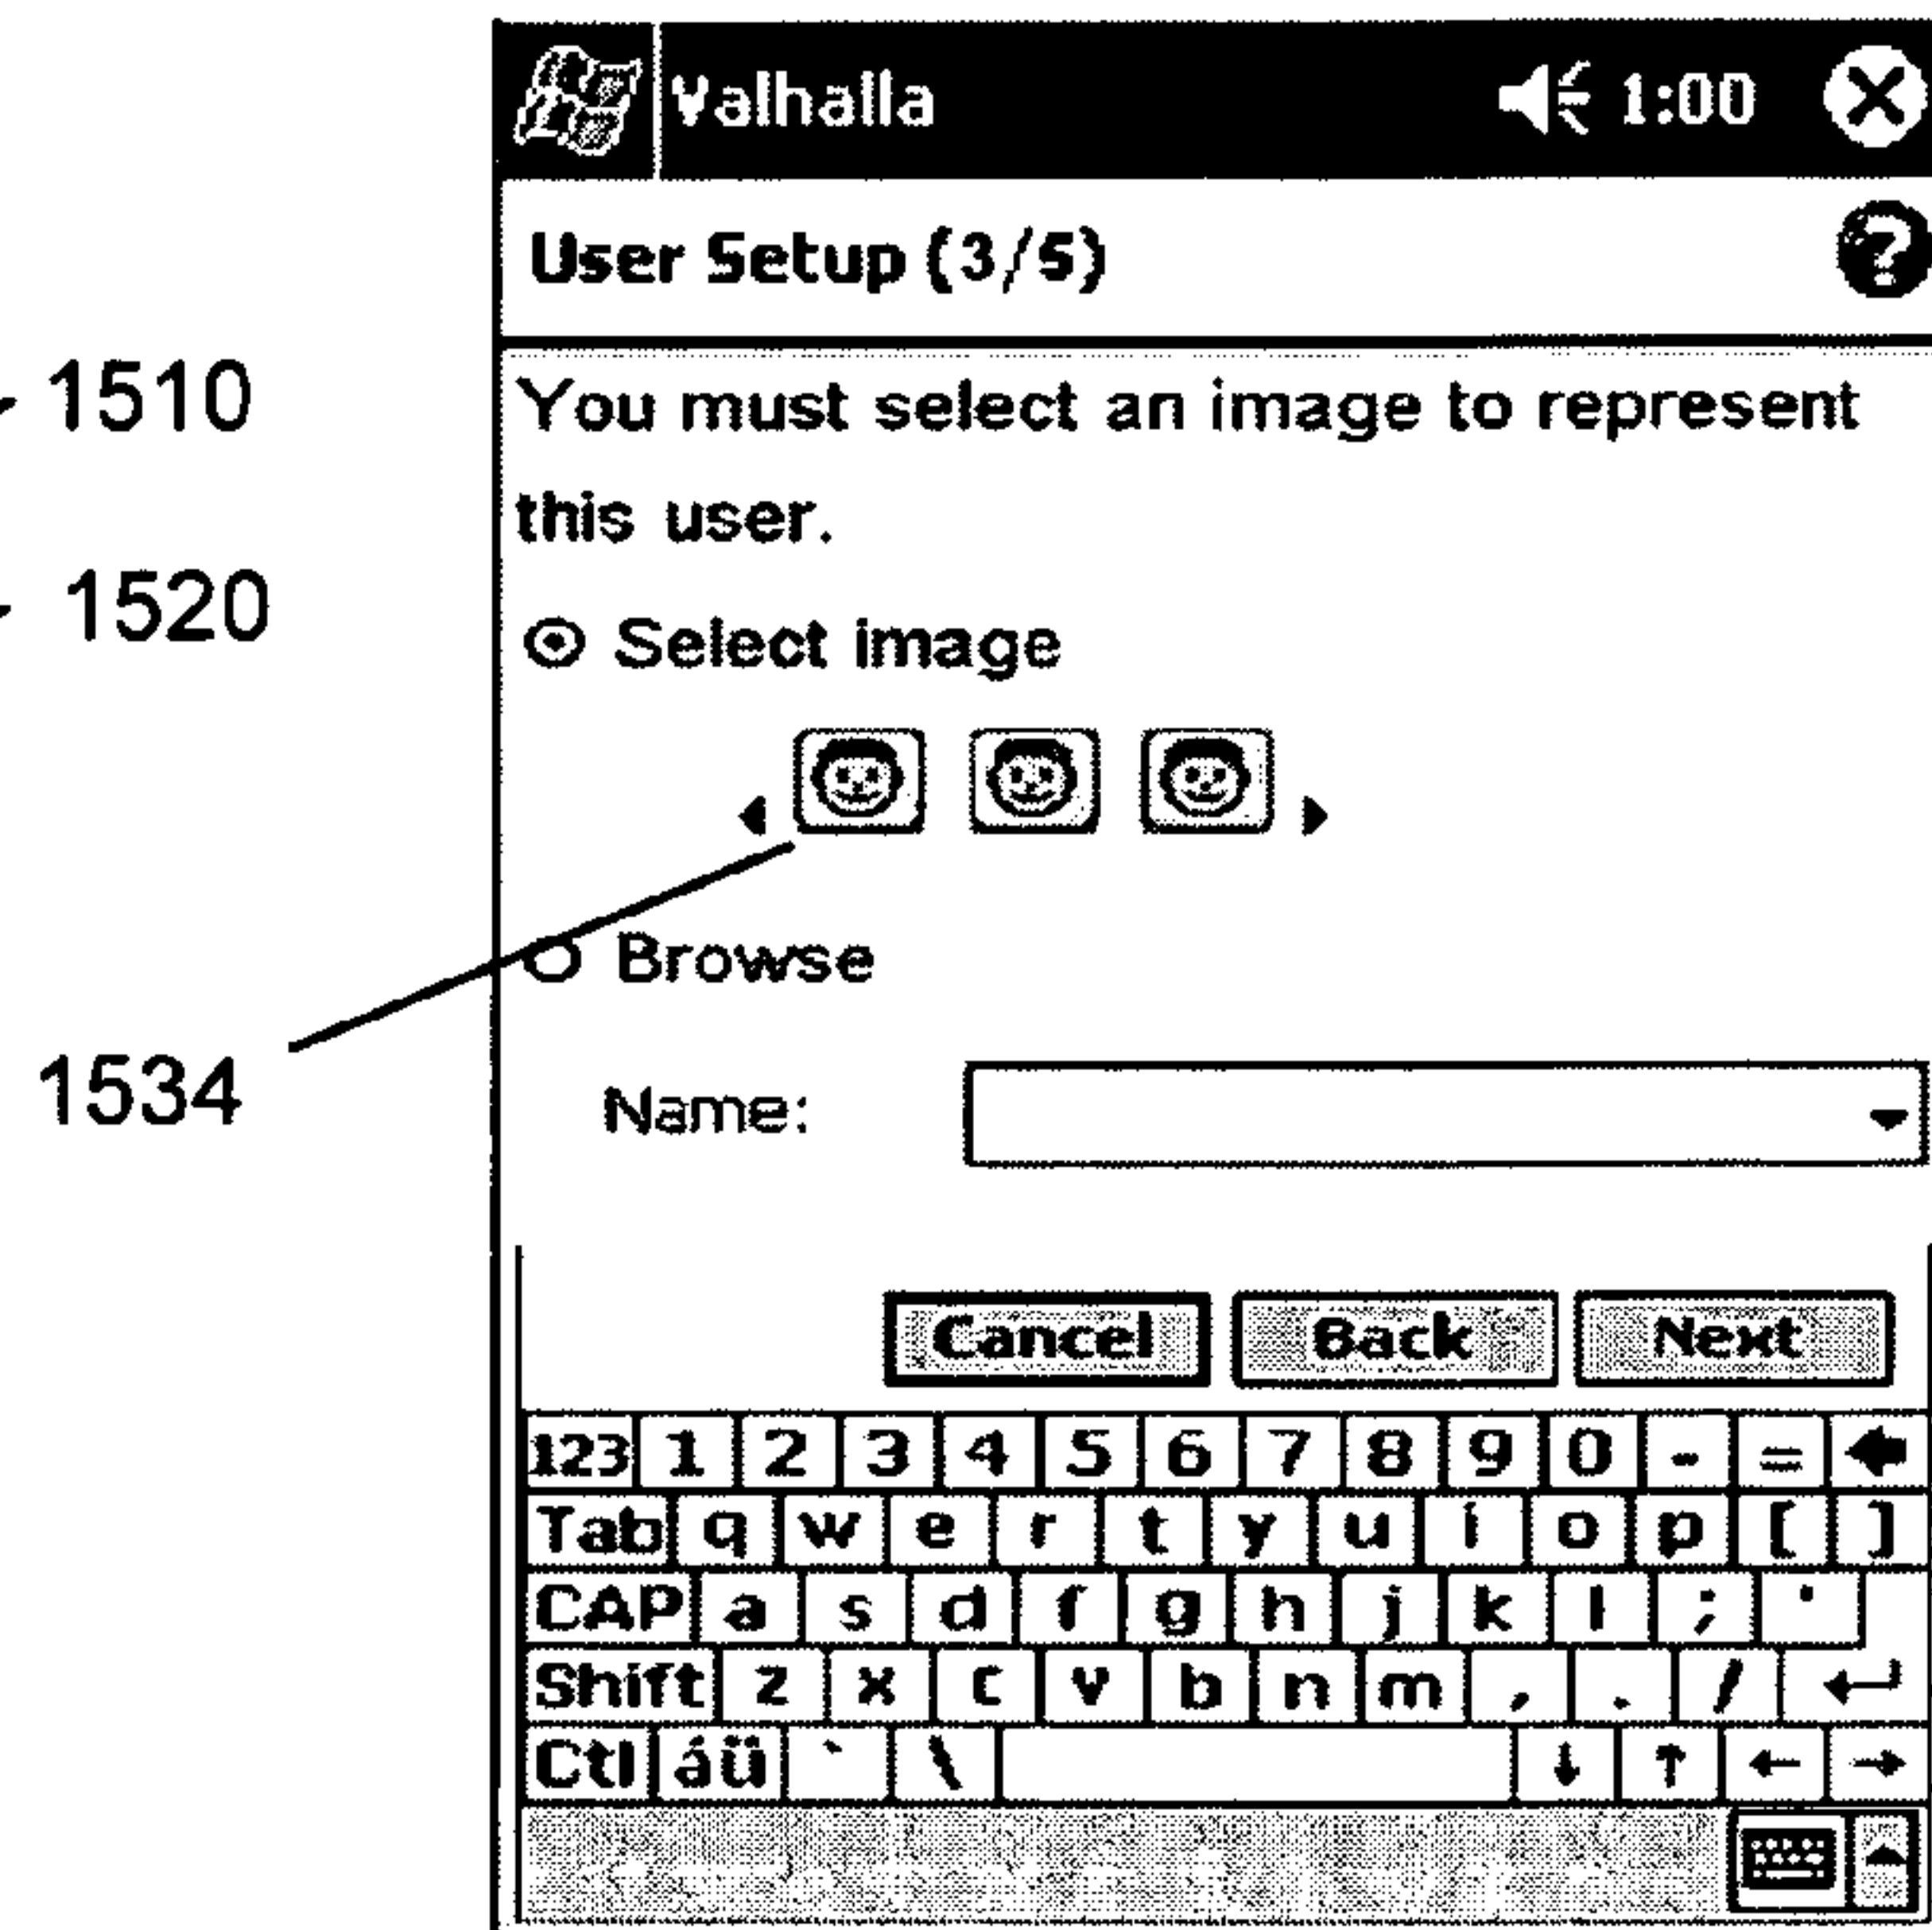 Valhalla 1:00
User Setup (3/5) ?
1510
You must select an image to represent
this user.
1520
Select image
Browse
1534
Name:
Cancel Back Next
123 1 2 3 4 5 6 7 8 9 0 - =
Tab q w e r t y u i o p [ ]
CAP a s d f g h j k l ; '
Shift z x c v b n m , . /
Ctl áü ` \ ↓ ↑ ← →